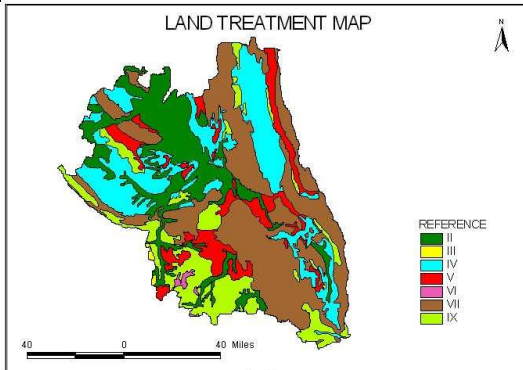 LAND TREATMENT MAP
N
REFERENCE
II
III
IV
V
VI
VII
IX
40 0 40 Miles